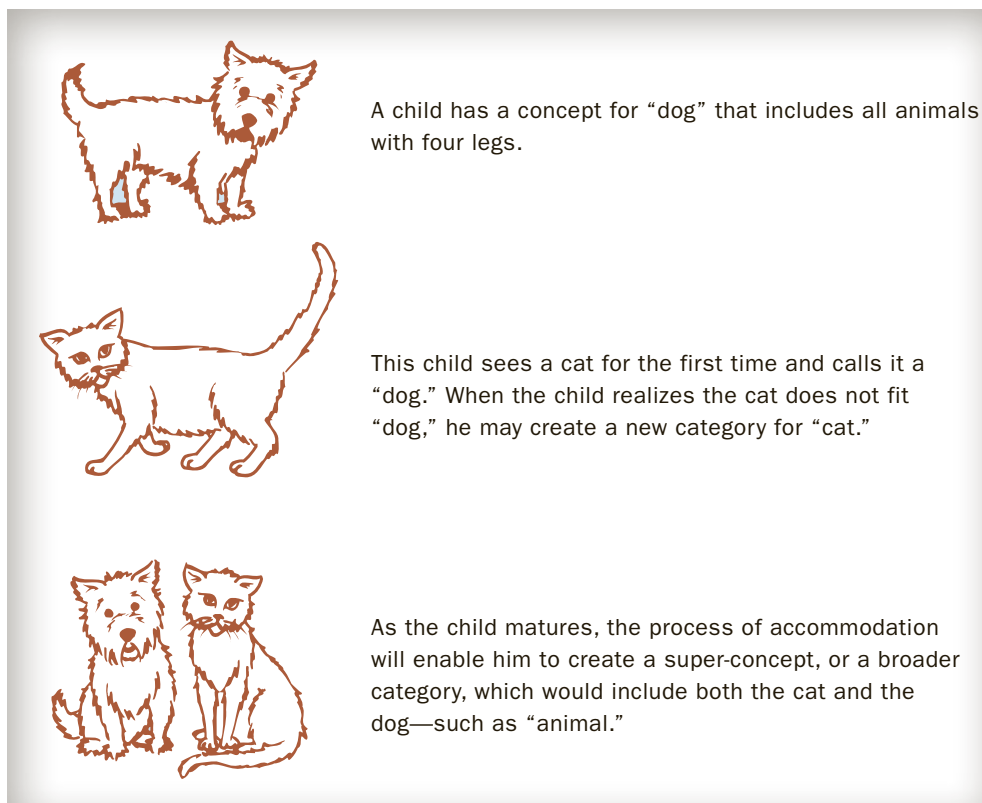 A child has a concept for “dog” that includes all animals
with four legs.
This child sees a cat for the first time and calls it a
“dog.” When the child realizes the cat does not fit
“dog,” he may create a new category for “cat.”
As the child matures, the process of accommodation
will enable him to create a super-concept, or a broader
category, which would include both the cat and the
dog—such as “animal.”